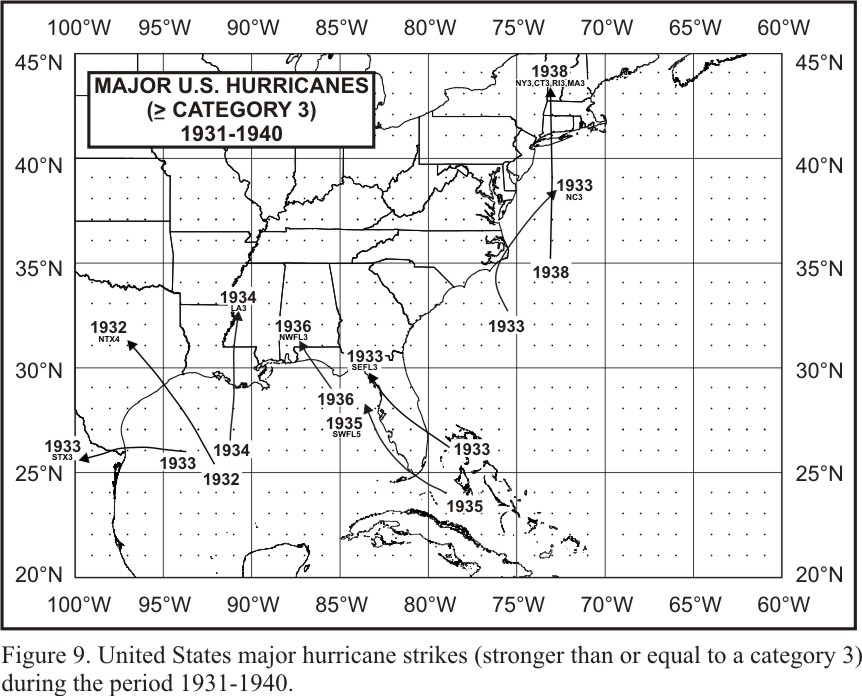 100°W 95°W 90°W 85°W 80°W 75°W 70°W 65°W 60°W
45°N 45°N
MAJOR U.S. HURRICANES
(≥ CATEGORY 3)
1931-1940
1938
NY3,CT3,RI3,MA3
40°N 40°N
1933
NC3
35°N 35°N
1938
1934
LA3
1932
NTX4
1936
NWFL3
1933
1933
SEFL3
30°N 30°N
1936
1935
SWFL5
1933
STX3
1933
1934
1933
1932
25°N 25°N
1935
20°N 20°N
100°W 95°W 90°W 85°W 80°W 75°W 70°W 65°W 60°W
Figure 9. United States major hurricane strikes (stronger than or equal to a category 3)
during the period 1931-1940.